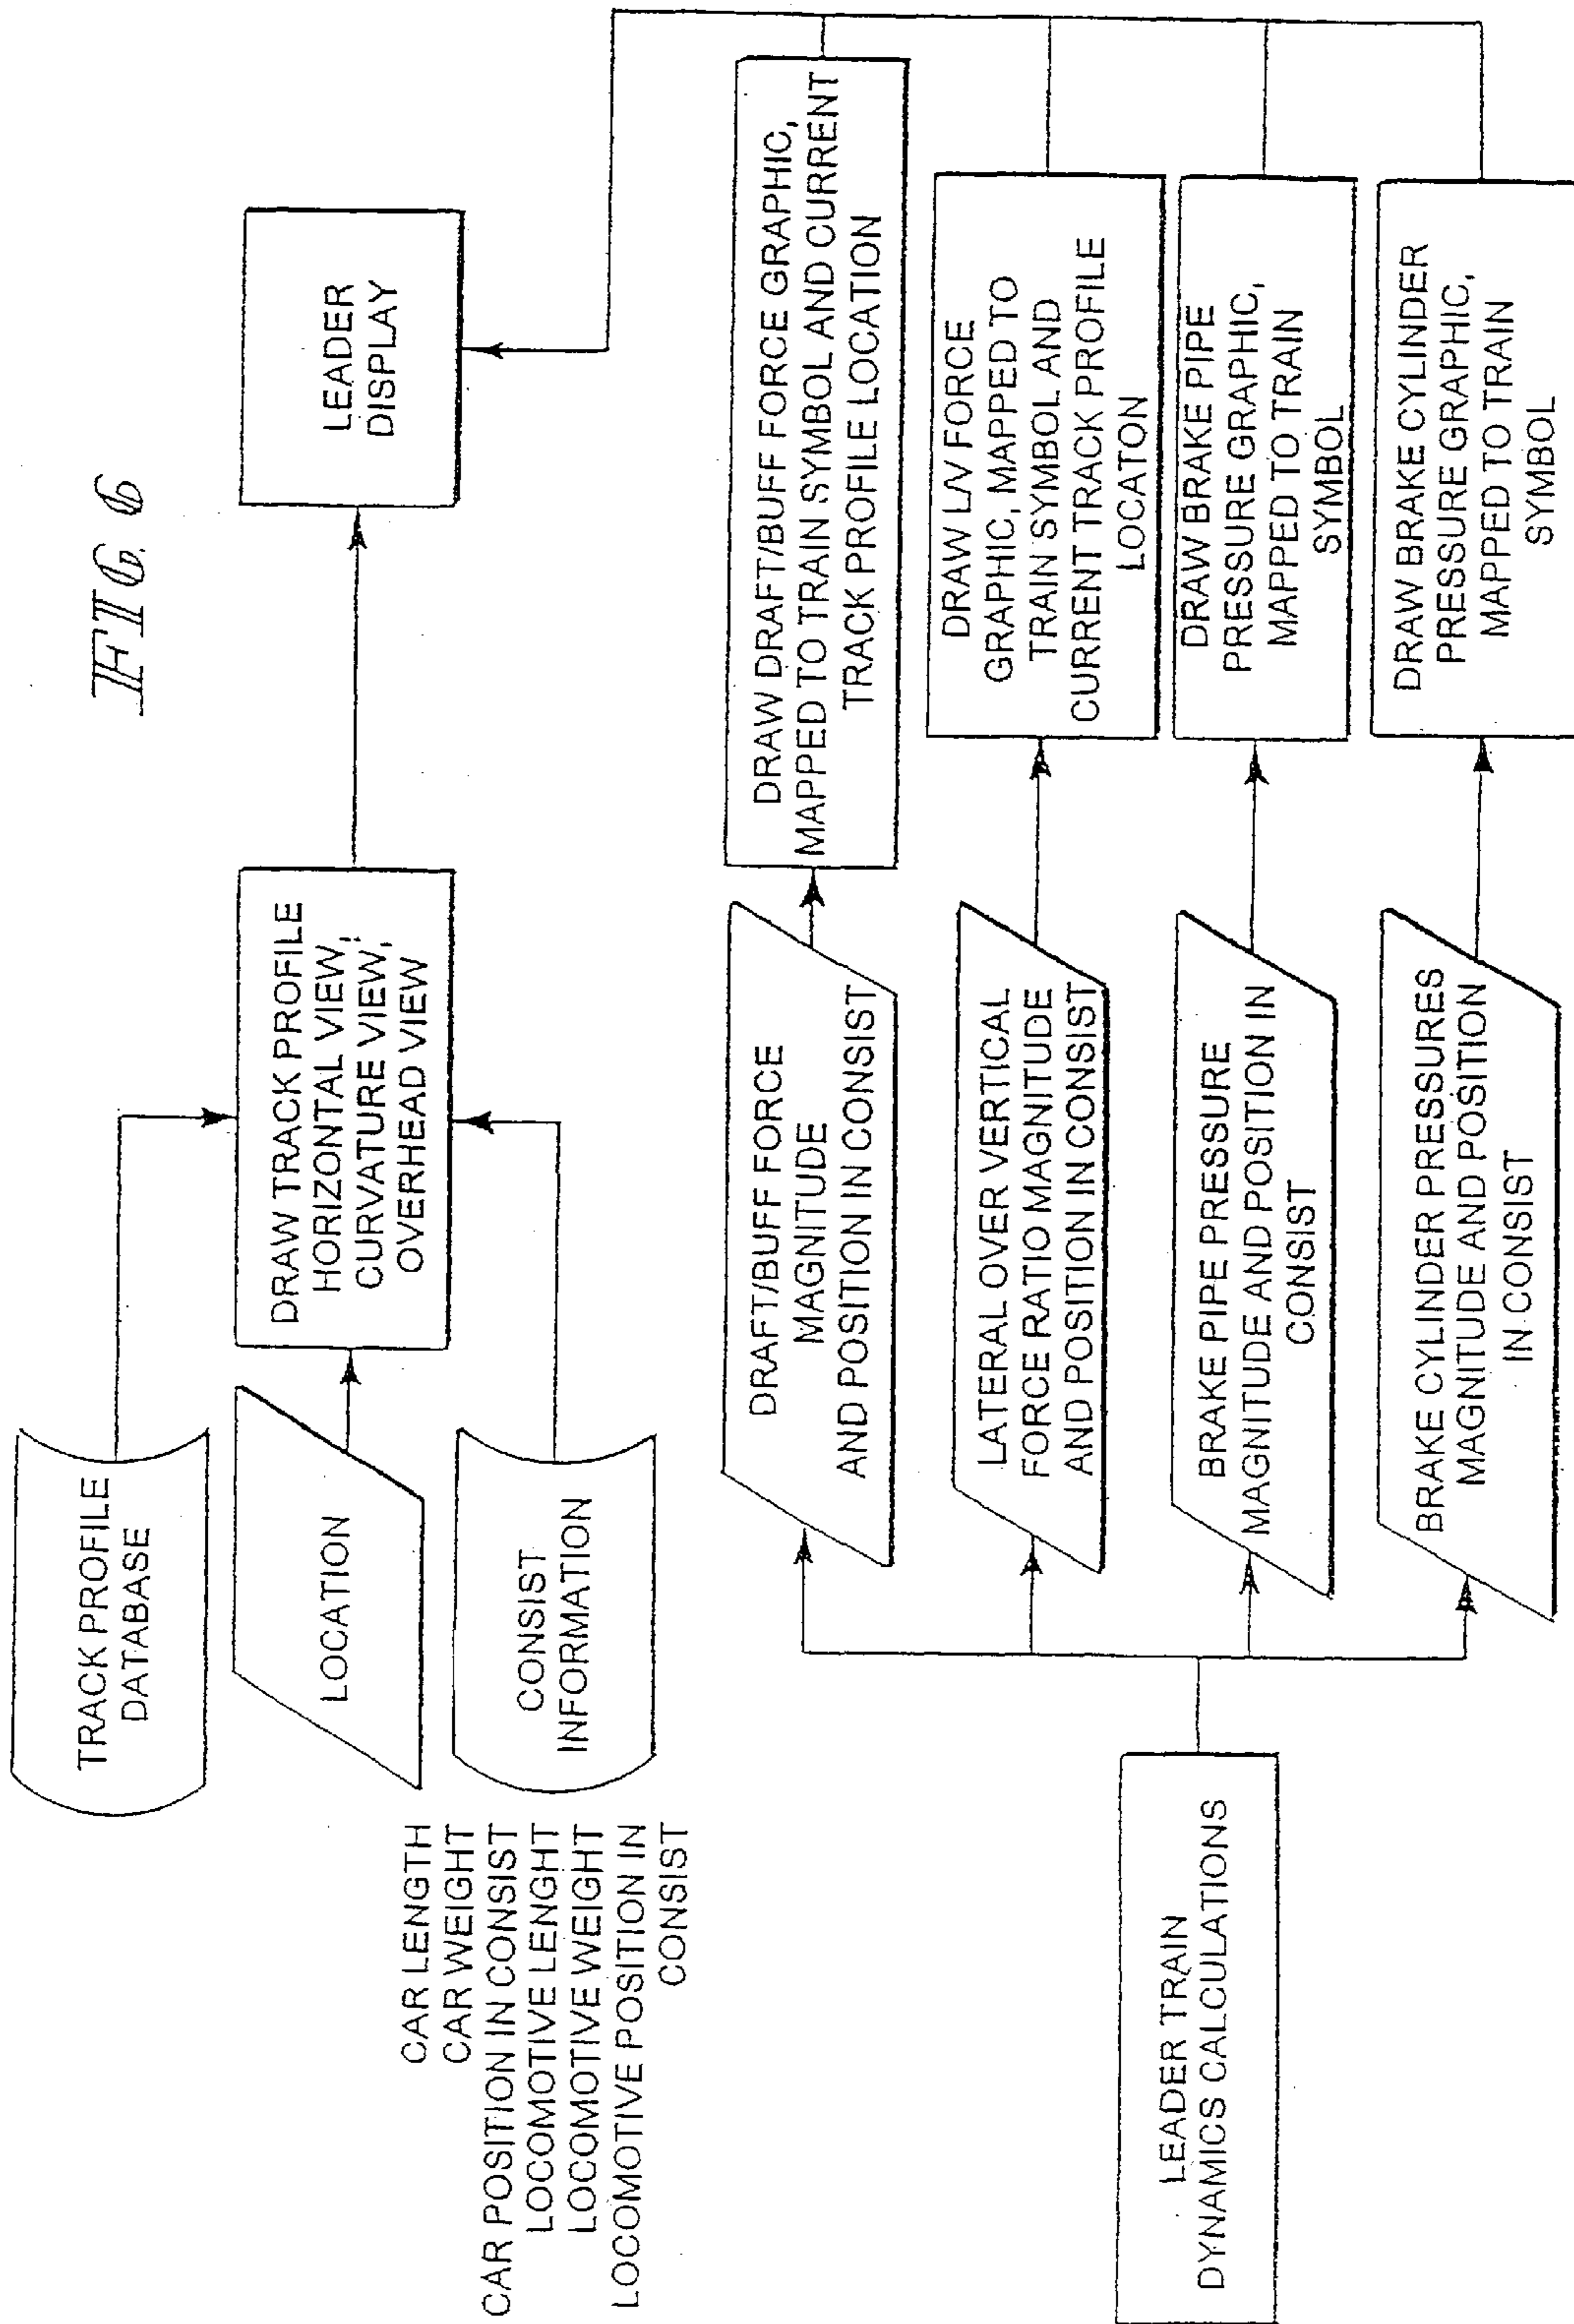 FIG 6
TRACK PROFILE
DATABASE
LOCATION
CONSIST
INFORMATION
CAR LENGTH
CAR WEIGHT
CAR POSITION IN CONSIST
LOCOMOTIVE LENGHT
LOCOMOTIVE WEIGHT
LOCOMOTIVE POSITION IN
CONSIST
DRAW TRACK PROFILE
HORIZONTAL VIEW,
CURVATURE VIEW,
OVERHEAD VIEW
LEADER
DISPLAY
LEADER TRAIN
DYNAMICS CALCULATIONS
DRAFT/BUFF FORCE
MAGNITUDE
AND POSITION IN CONSIST
DRAW DRAFT/BUFF FORCE GRAPHIC,
MAPPED TO TRAIN SYMBOL AND CURRENT
TRACK PROFILE LOCATION
LATERAL OVER VERTICAL
FORCE RATIO MAGNITUDE
AND POSITION IN CONSIST
DRAW L/V FORCE
GRAPHIC, MAPPED TO
TRAIN SYMBOL AND
CURRENT TRACK PROFILE
LOCATON
BRAKE PIPE PRESSURE
MAGNITUDE AND POSITION IN
CONSIST
DRAW BRAKE PIPE
PRESSURE GRAPHIC,
MAPPED TO TRAIN
SYMBOL
BRAKE CYLINDER PRESSURES
MAGNITUDE AND POSITION
IN CONSIST
DRAW BRAKE CYLINDER
PRESSURE GRAPHIC,
MAPPED TO TRAIN
SYMBOL